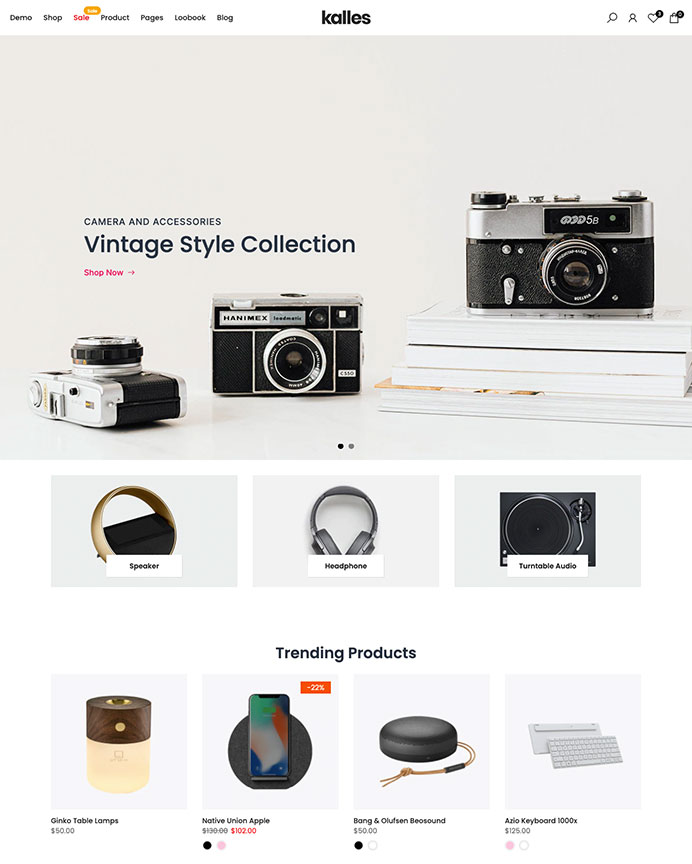 Demo Shop Sale Sale Product Pages Loobook Blog
kalles
3
0
CAMERA AND ACCESSORIES
Vintage Style Collection
Shop Now →
ФЭД 5В
HANIMEX loadmatic
C550
Speaker
Headphone
Turntable Audio
Trending Products
-22%
Ginko Table Lamps
$50.00
Native Union Apple
$130.00 $102.00
Bang & Olufsen Beosound
$50.00
Azio Keyboard 1000x
$125.00